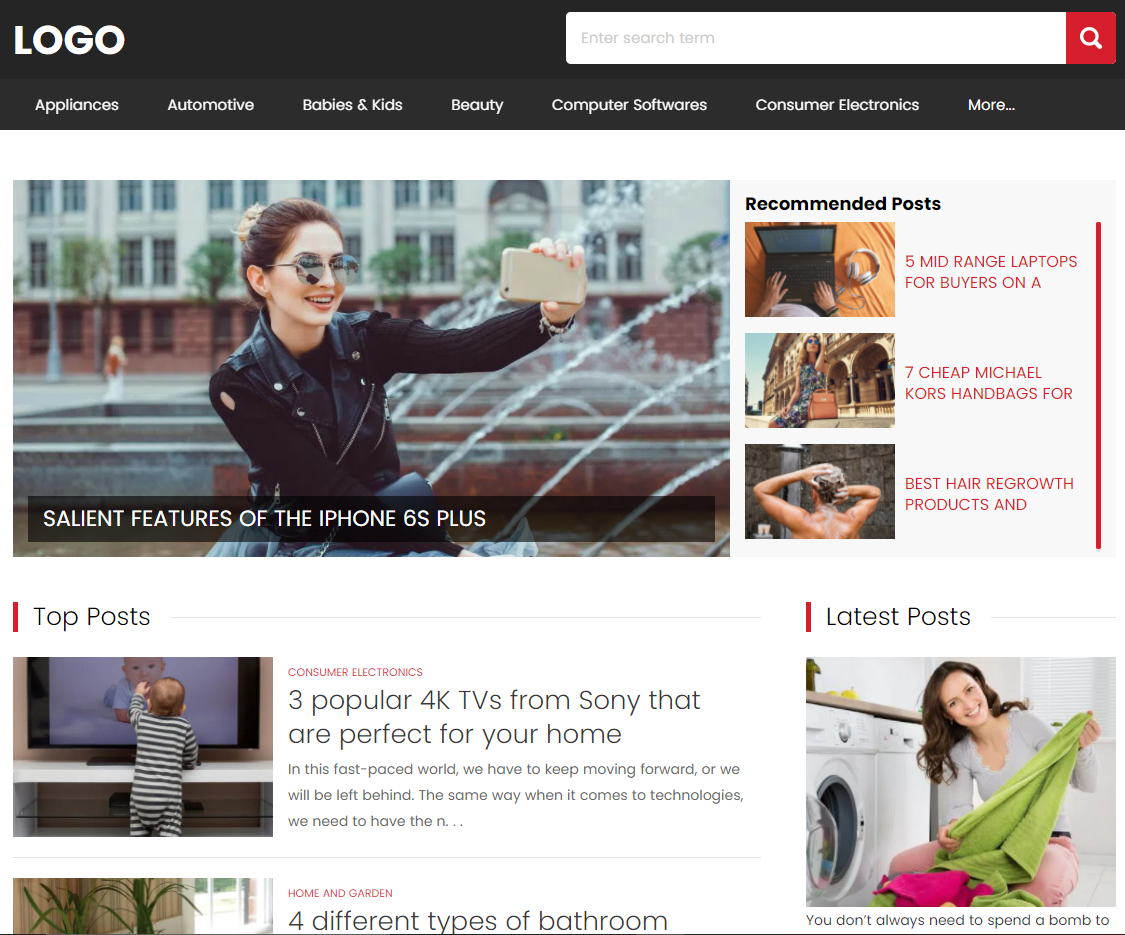 LOGO
Enter search term
Appliances Automotive Babies & Kids Beauty Computer Softwares Consumer Electronics More...
SALIENT FEATURES OF THE IPHONE 6S PLUS
Recommended Posts
5 MID RANGE LAPTOPS
FOR BUYERS ON A
7 CHEAP MICHAEL
KORS HANDBAGS FOR
BEST HAIR REGROWTH
PRODUCTS AND
Top Posts
CONSUMER ELECTRONICS
3 popular 4K TVs from Sony that
are perfect for your home
In this fast-paced world, we have to keep moving forward, or we
will be left behind. The same way when it comes to technologies,
we need to have the n. . .
HOME AND GARDEN
4 different types of bathroom
Latest Posts
You don’t always need to spend a bomb to